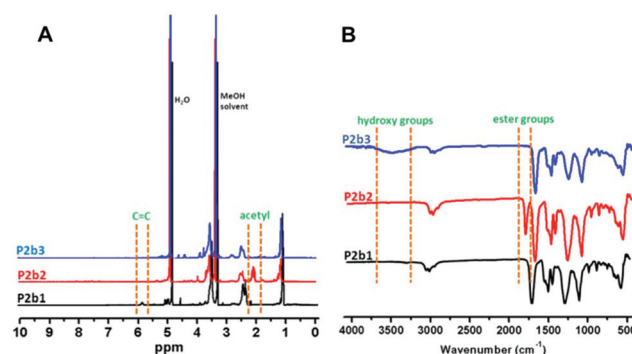 A
H₂O
MeOH
solvent
C=C
acetyl
P2b3
P2b2
P2b1
10 9 8 7 6 5 4 3 2 1 0
ppm
B
hydroxy groups
ester groups
P2b3
P2b2
P2b1
4000 3500 3000 2500 2000 1500 1000 500
Wavenumber (cm⁻¹)